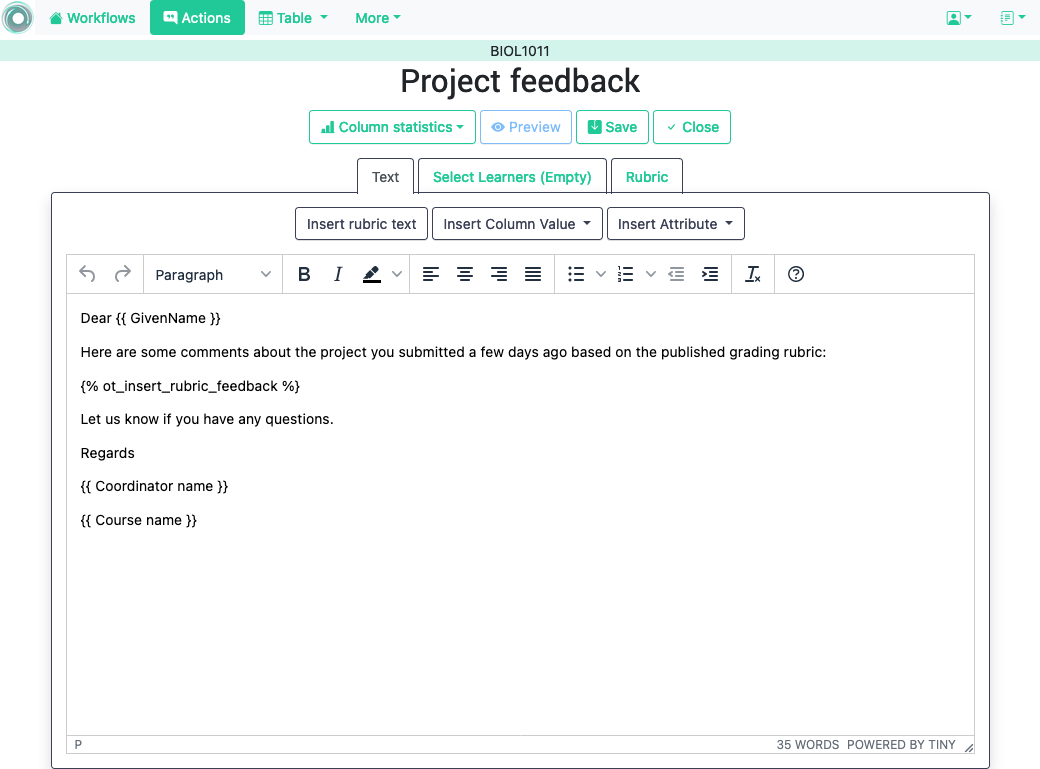 Workflows Actions Table More
BIOL1011
Project feedback
Column statistics Preview Save Close
Text Select Learners (Empty) Rubric
Insert rubric text Insert Column Value Insert Attribute
Paragraph B I
Dear {{ GivenName }}
Here are some comments about the project you submitted a few days ago based on the published grading rubric:
{% ot_insert_rubric_feedback %}
Let us know if you have any questions.
Regards
{{ Coordinator name }}
{{ Course name }}
P 35 WORDS POWERED BY TINY